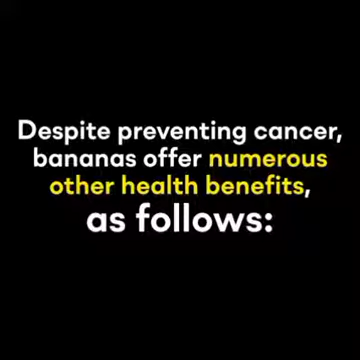 Despite preventing cancer,
bananas offer numerous
other health benefits,
as follows: